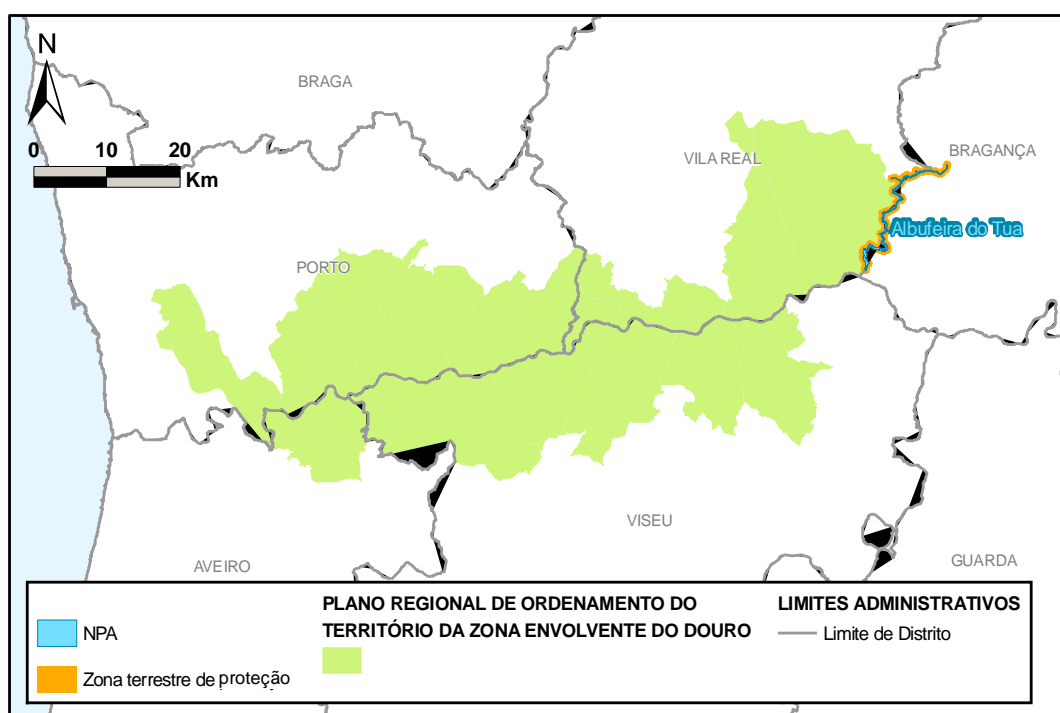 N
BRAGA
0 10 20
Km
VILA REAL
BRAGANÇA
Albufeira do Tua
PORTO
VISEU
AVEIRO
GUARDA
PLANO REGIONAL DE ORDENAMENTO DO
TERRITÓRIO DA ZONA ENVOLVENTE DO DOURO
LIMITES ADMINISTRATIVOS
NPA
Limite de Distrito
Zona terrestre de proteção